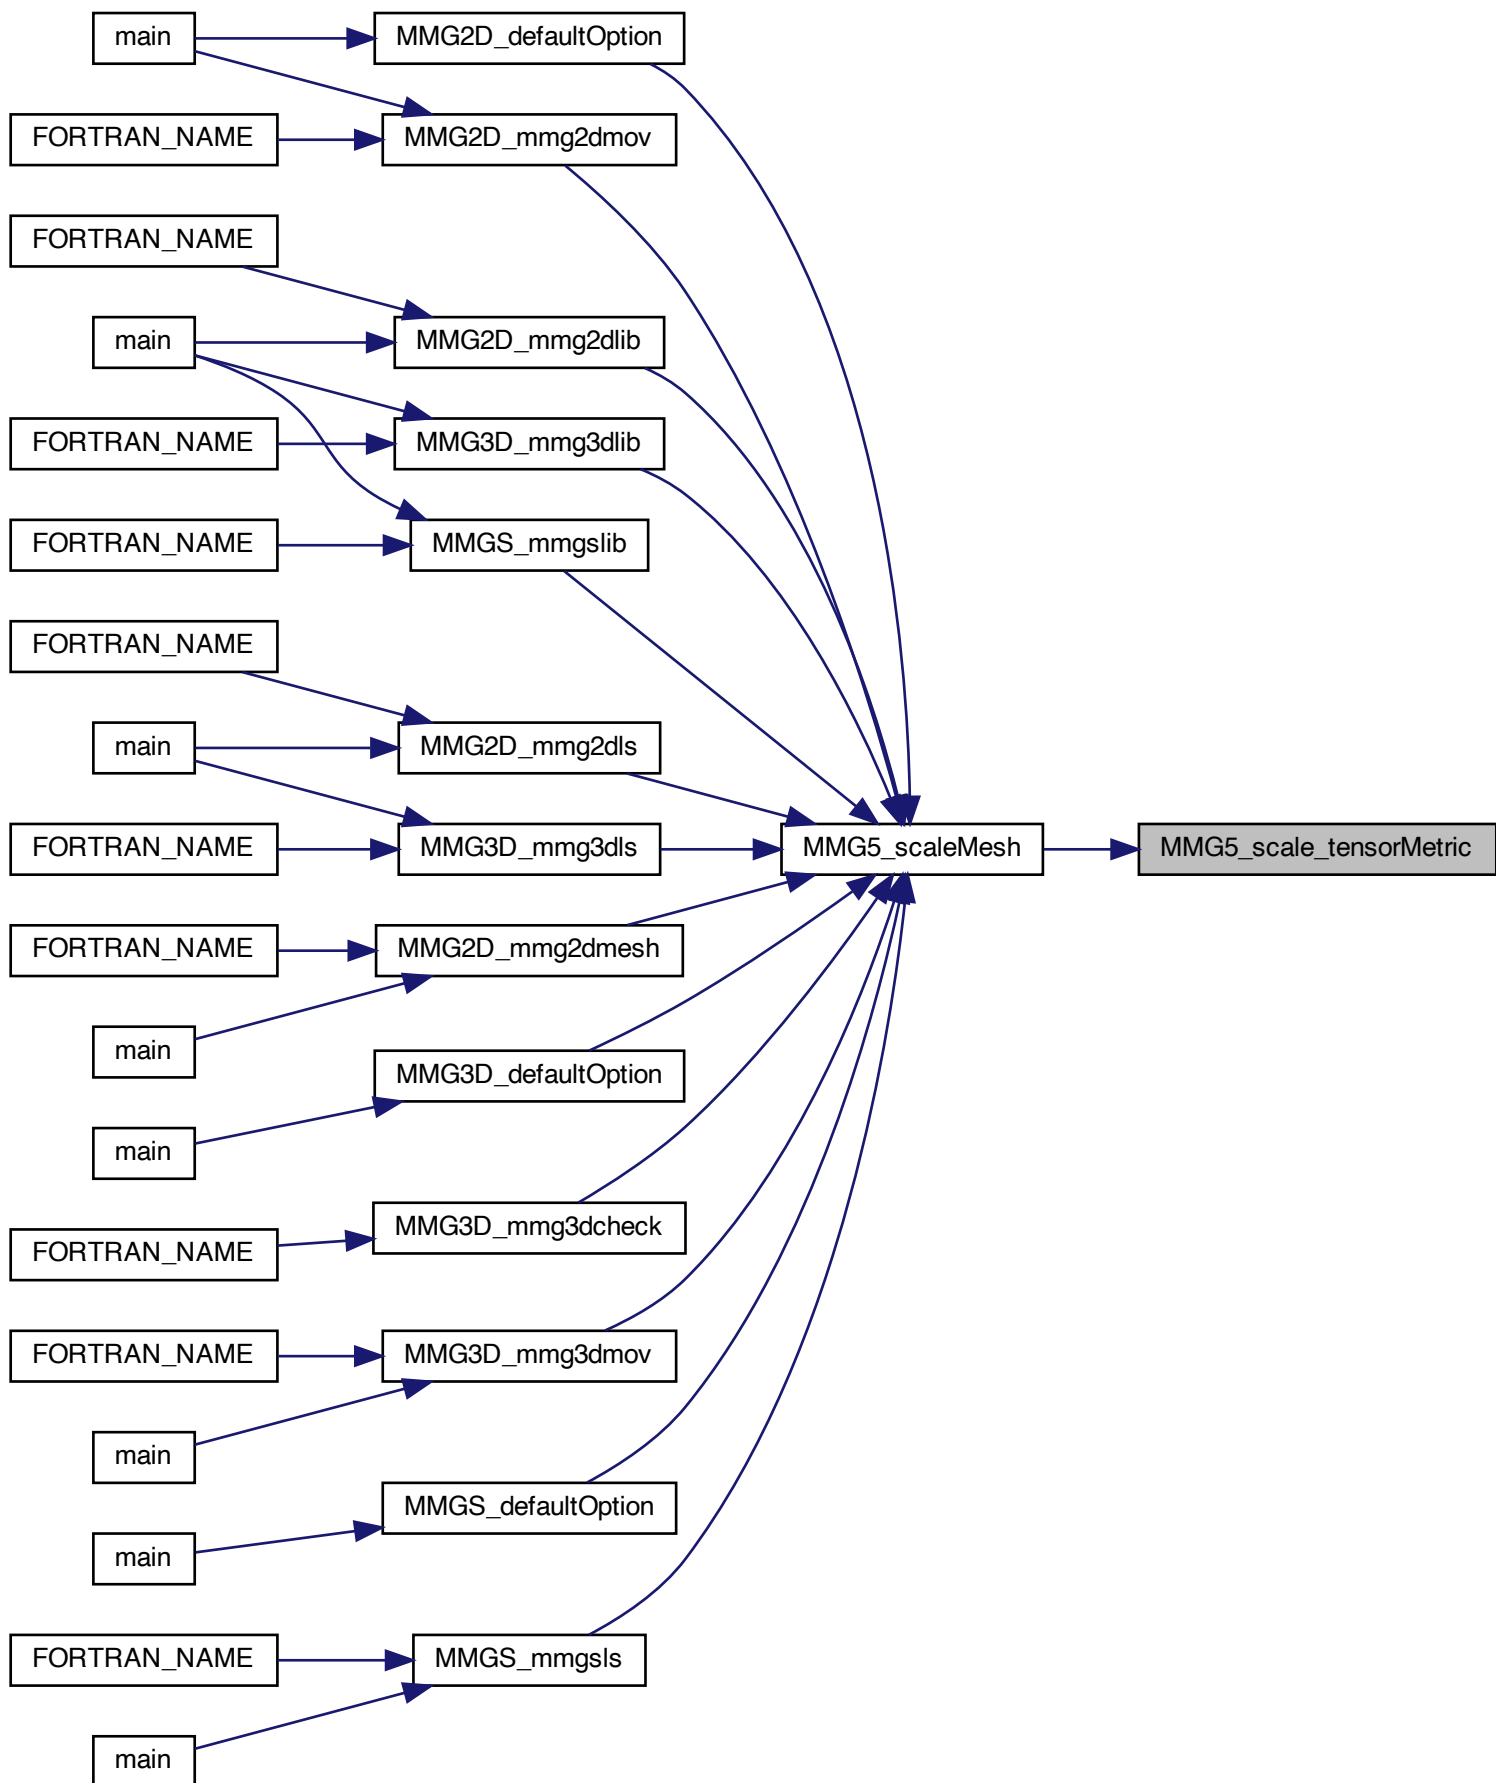 main
MMG2D_defaultOption
FORTRAN_NAME
MMG2D_mmg2dmov
FORTRAN_NAME
main
MMG2D_mmg2dlib
FORTRAN_NAME
MMG3D_mmg3dlib
FORTRAN_NAME
MMGS_mmgslib
FORTRAN_NAME
main
MMG2D_mmg2dls
FORTRAN_NAME
MMG3D_mmg3dls
MMG5_scaleMesh
MMG5_scale_tensorMetric
FORTRAN_NAME
MMG2D_mmg2dmesh
main
MMG3D_defaultOption
main
MMG3D_mmg3dcheck
FORTRAN_NAME
FORTRAN_NAME
MMG3D_mmg3dmov
main
MMGS_defaultOption
main
FORTRAN_NAME
MMGS_mmgsls
main